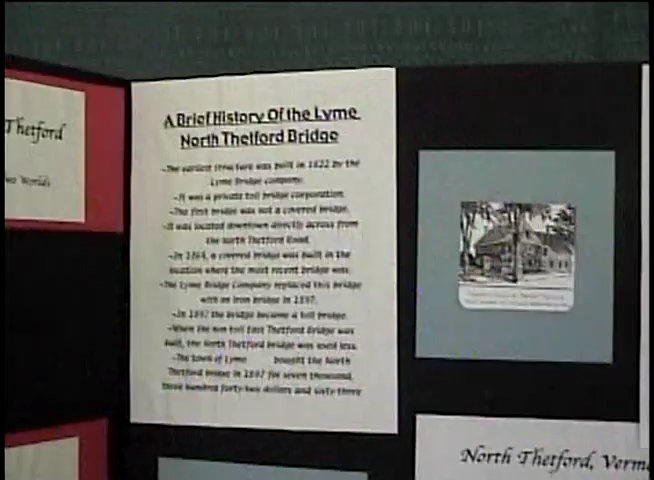 Thetford
Two Worlds
A Brief History Of the Lyme
North Thetford Bridge
~The earliest structure was built in 1822 by the
Lyme Bridge company.
~It was a private toll bridge corporation.
~The first bridge was not a covered bridge.
~It was located downtown directly across from
the North Thetford Road.
~In 1864, a covered bridge was built in the
location where the most recent bridge was.
~The Lyme Bridge Company replaced this bridge
with an iron bridge in 1897.
~In 1897 the bridge became a toll bridge.
~When the non toll East Thetford Bridge was
built, the North Thetford bridge was used less.
~The town of Lyme bought the North
Thetford bridge in 1897 for seven thousand,
three hundred forty-two dollars and sixty-three
North Thetford, Verm